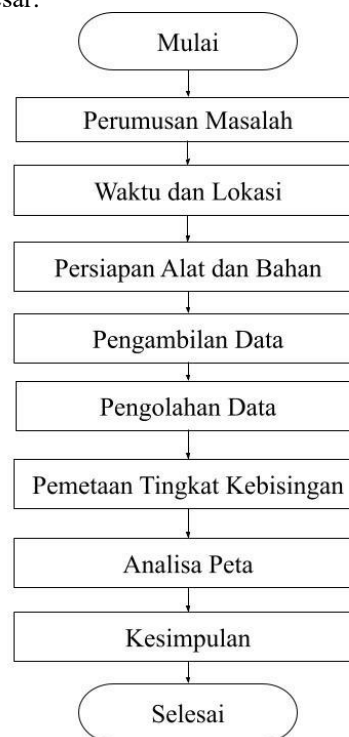 Mulai
Perumusan Masalah
Waktu dan Lokasi
Persiapan Alat dan Bahan
Pengambilan Data
Pengolahan Data
Pemetaan Tingkat Kebisingan
Analisa Peta
Kesimpulan
Selesai